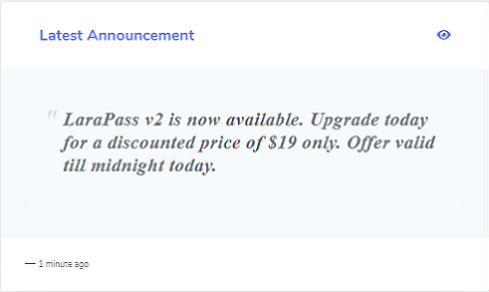 Latest Announcement
" LaraPass v2 is now available. Upgrade today
for a discounted price of $19 only. Offer valid
till midnight today.
— 1 minute ago